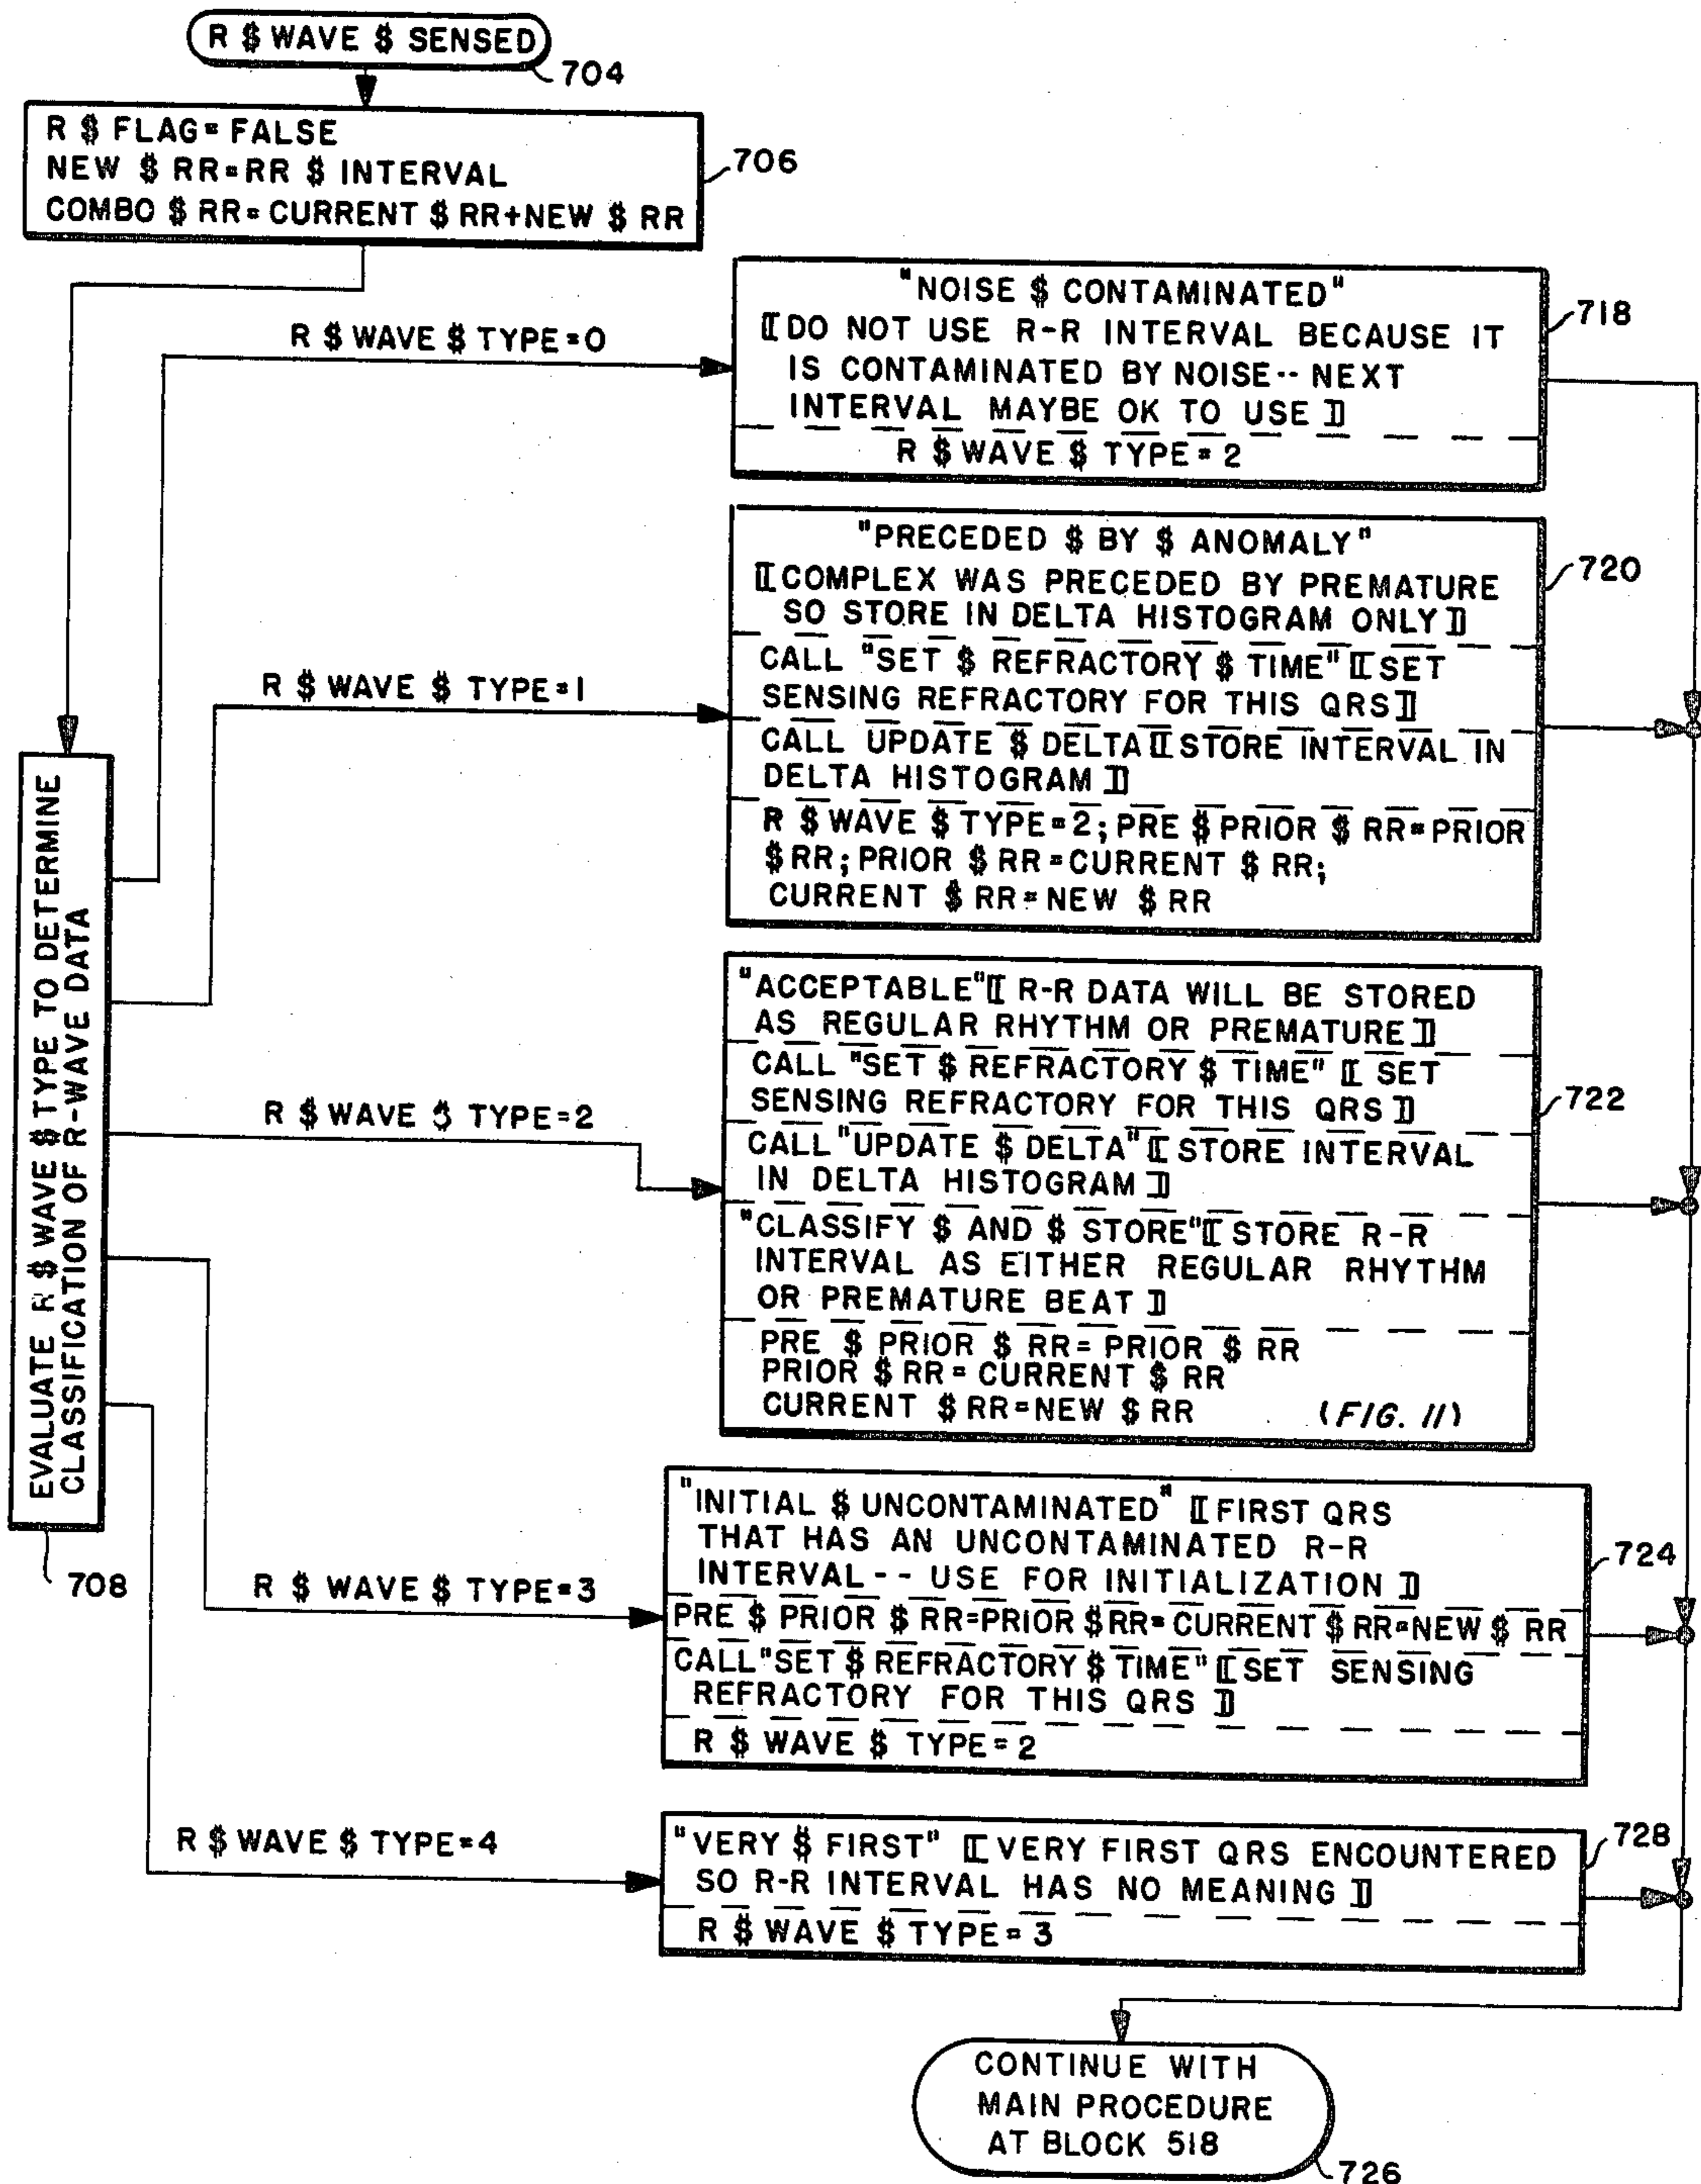 R $ WAVE $ SENSED
704
R $ FLAG = FALSE
NEW $ RR = RR $ INTERVAL
COMBO $ RR = CURRENT $ RR + NEW $ RR
706
R $ WAVE $ TYPE = 0
"NOISE $ CONTAMINATED"
[[ DO NOT USE R-R INTERVAL BECAUSE IT
IS CONTAMINATED BY NOISE -- NEXT
INTERVAL MAYBE OK TO USE ]]
R $ WAVE $ TYPE = 2
718
R $ WAVE $ TYPE = 1
"PRECEDED $ BY $ ANOMALY"
[[ COMPLEX WAS PRECEDED BY PREMATURE
SO STORE IN DELTA HISTOGRAM ONLY ]]
CALL "SET $ REFRACTORY $ TIME" [[ SET
SENSING REFRACTORY FOR THIS QRS ]]
CALL UPDATE $ DELTA [[ STORE INTERVAL IN
DELTA HISTOGRAM ]]
R $ WAVE $ TYPE = 2; PRE $ PRIOR $ RR = PRIOR
$ RR; PRIOR $ RR = CURRENT $ RR;
CURRENT $ RR = NEW $ RR
720
EVALUATE R $ WAVE $ TYPE TO DETERMINE
CLASSIFICATION OF R-WAVE DATA
708
R $ WAVE $ TYPE = 2
"ACCEPTABLE" [[ R-R DATA WILL BE STORED
AS REGULAR RHYTHM OR PREMATURE ]]
CALL "SET $ REFRACTORY $ TIME" [[ SET
SENSING REFRACTORY FOR THIS QRS ]]
CALL "UPDATE $ DELTA" [[ STORE INTERVAL
IN DELTA HISTOGRAM ]]
"CLASSIFY $ AND $ STORE" [[ STORE R-R
INTERVAL AS EITHER REGULAR RHYTHM
OR PREMATURE BEAT ]]
PRE $ PRIOR $ RR = PRIOR $ RR
PRIOR $ RR = CURRENT $ RR
CURRENT $ RR = NEW $ RR (FIG. 11)
722
R $ WAVE $ TYPE = 3
"INITIAL $ UNCONTAMINATED" [[ FIRST QRS
THAT HAS AN UNCONTAMINATED R-R
INTERVAL -- USE FOR INITIALIZATION ]]
PRE $ PRIOR $ RR = PRIOR $ RR = CURRENT $ RR = NEW $ RR
CALL "SET $ REFRACTORY $ TIME" [[ SET SENSING
REFRACTORY FOR THIS QRS ]]
R $ WAVE $ TYPE = 2
724
R $ WAVE $ TYPE = 4
"VERY $ FIRST" [[ VERY FIRST QRS ENCOUNTERED
SO R-R INTERVAL HAS NO MEANING ]]
R $ WAVE $ TYPE = 3
728
CONTINUE WITH
MAIN PROCEDURE
AT BLOCK 518
726